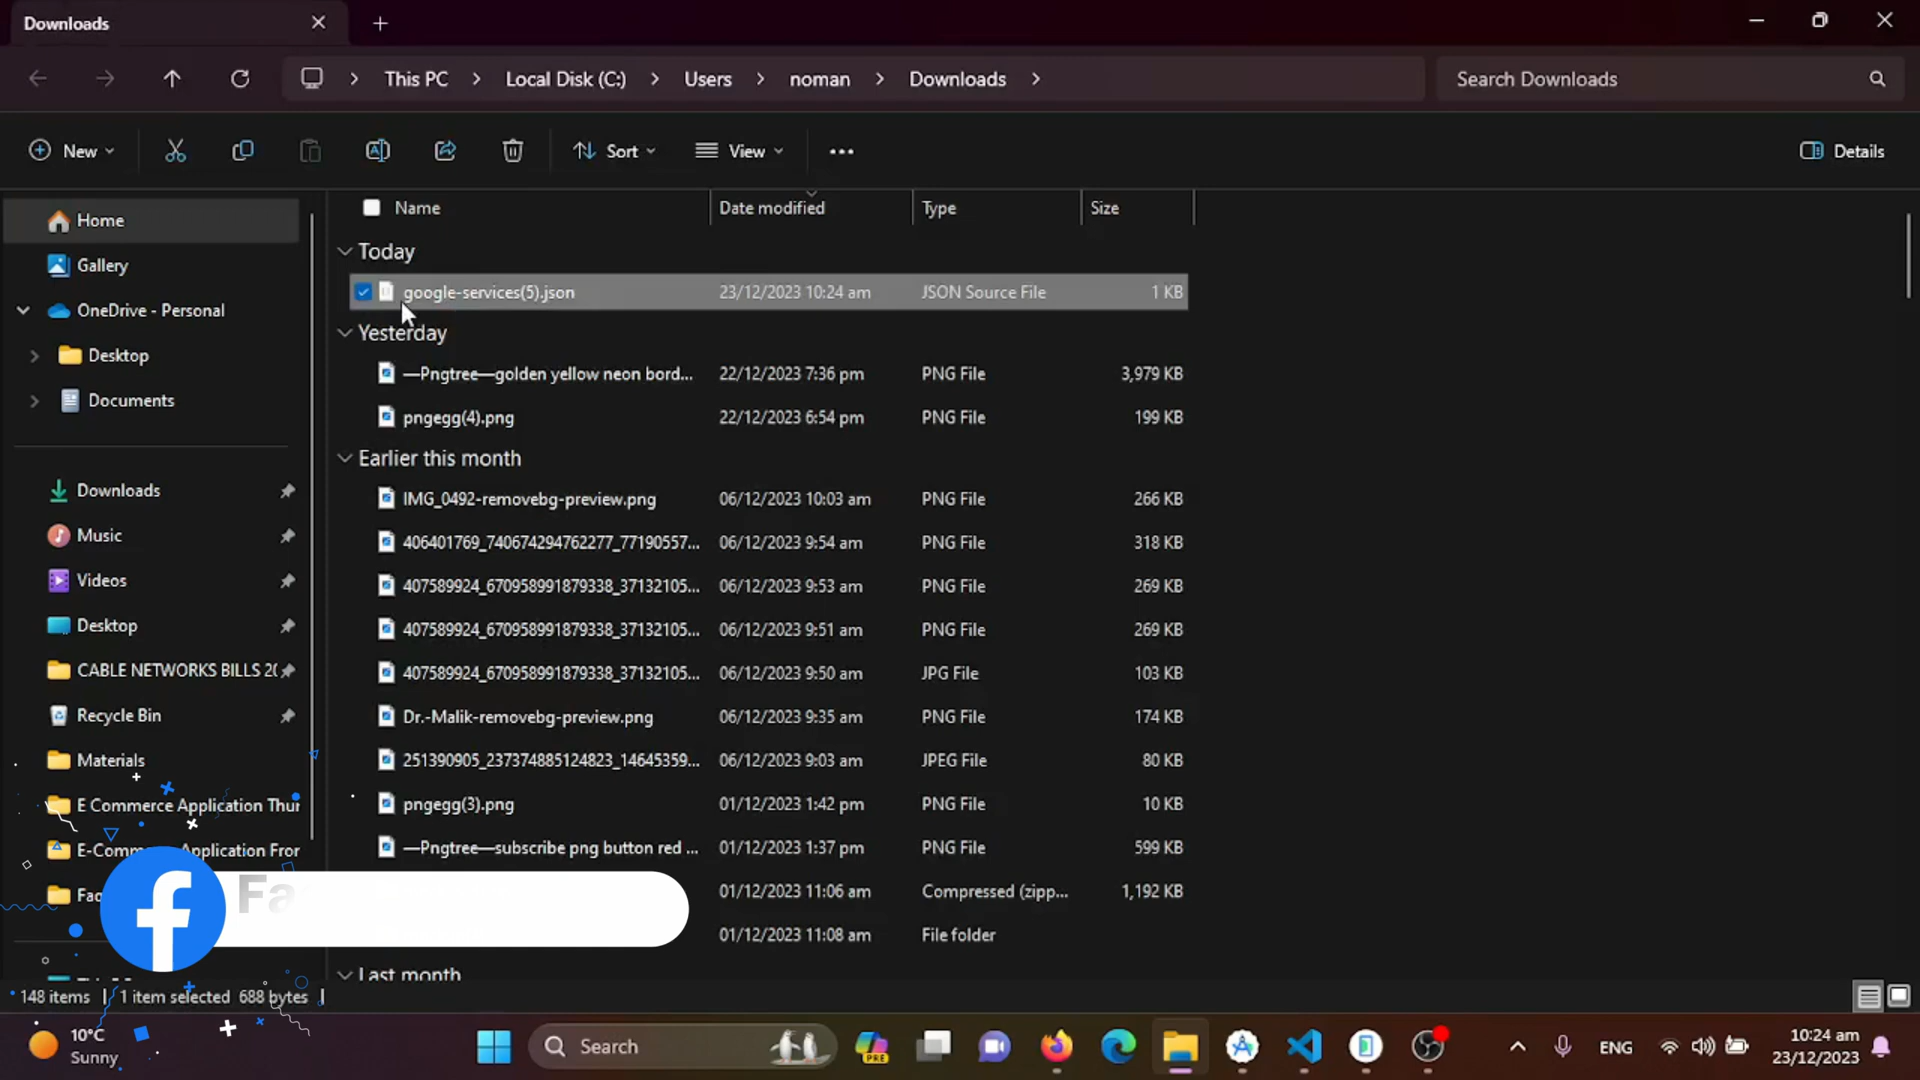 Downloads
This PC > Local Disk (C:) > Users > noman > Downloads >
Search Downloads
New
Sort
View
Details
Home
Gallery
OneDrive - Personal
Desktop
Documents
Downloads
Music
Videos
Desktop
CABLE NETWORKS BILLS 20
Recycle Bin
Materials
E Commerce Application Thur
E-Comm Application Fror
Fac
Name Date modified Type Size
Today
google-services(5).json 23/12/2023 10:24 am JSON Source File 1 KB
Yesterday
—Pngtree—golden yellow neon bord... 22/12/2023 7:36 pm PNG File 3,979 KB
pngegg(4).png 22/12/2023 6:54 pm PNG File 199 KB
Earlier this month
IMG_0492-removebg-preview.png 06/12/2023 10:03 am PNG File 266 KB
406401769_740674294762277_77190557... 06/12/2023 9:54 am PNG File 318 KB
407589924_670958991879338_37132105... 06/12/2023 9:53 am PNG File 269 KB
407589924_670958991879338_37132105... 06/12/2023 9:51 am PNG File 269 KB
407589924_670958991879338_37132105... 06/12/2023 9:50 am JPG File 103 KB
Dr.-Malik-removebg-preview.png 06/12/2023 9:35 am PNG File 174 KB
251390905_237374885124823_14645359... 06/12/2023 9:03 am JPEG File 80 KB
pngegg(3).png 01/12/2023 1:42 pm PNG File 10 KB
—Pngtree—subscribe png button red ... 01/12/2023 1:37 pm PNG File 599 KB
01/12/2023 11:06 am Compressed (zipp... 1,192 KB
01/12/2023 11:08 am File folder
Last month
f Fa
148 items 1 item selected 688 bytes
10°C
Sunny
Search
PRE
ENG
10:24 am
23/12/2023